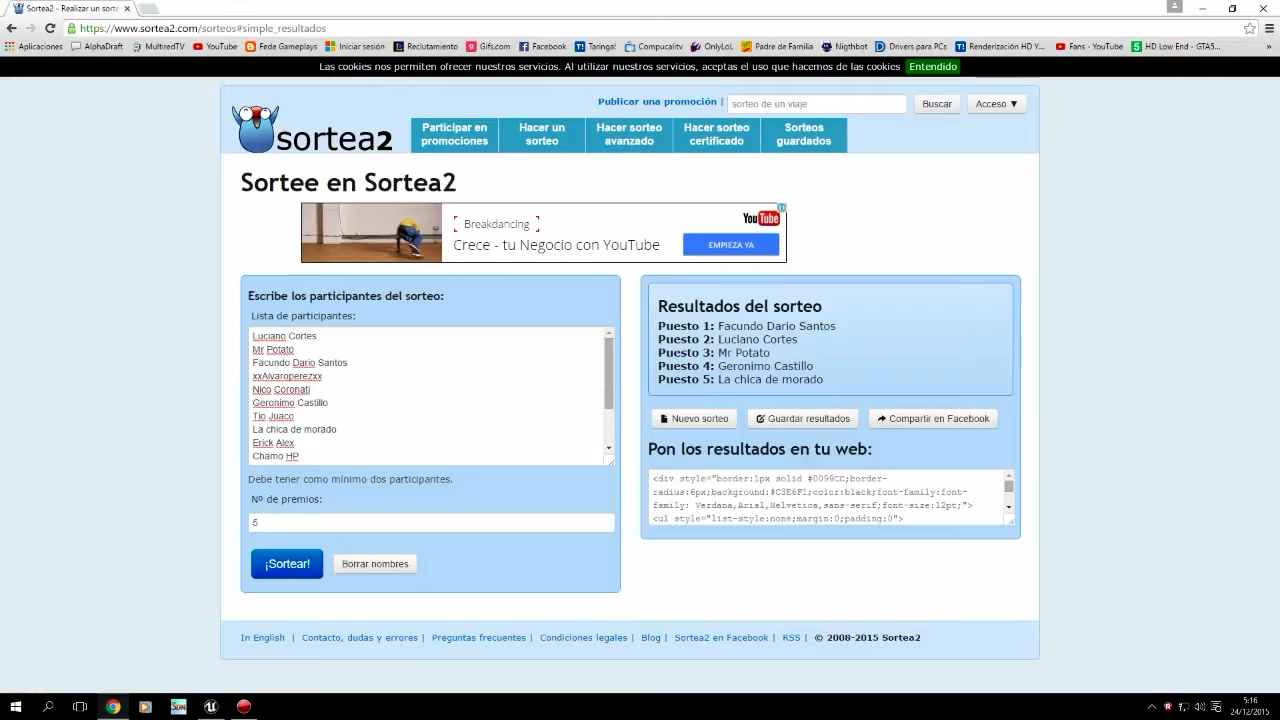 Sortea2 - Realizar un sorte
https://www.sortea2.com/sorteos#simple_resultados
Aplicaciones
AlphaDraft
MultiredTV
YouTube
Fede Gameplays
Iniciar sesión
Reclutamiento
Gifs.com
Facebook
Taringa!
Compucality
OnlyLoL
Padre de Familia
Nigthbot
Drivers para PCs
Renderización HD Y...
Fans - YouTube
HD Low End - GTA5...
»
Las cookies nos permiten ofrecer nuestros servicios. Al utilizar nuestros servicios, aceptas el uso que hacemos de las cookies Entendido
Publicar una promoción |
sorteo de un viaje
Buscar
Acceso ▼
sortea2
Participar en promociones
Hacer un sorteo
Hacer sorteo avanzado
Hacer sorteo certificado
Sorteos guardados
Sortee en Sortea2
Breakdancing
Crece - tu Negocio con YouTube
YouTube
EMPIEZA YA
Escribe los participantes del sorteo:
Lista de participantes:
Luciano Cortes
Mr Potato
Facundo Dario Santos
xxAlvaroperezxx
Nico Coronati
Geronimo Castillo
Tio Juaco
La chica de morado
Erick Alex
Chamo HP
Debe tener como mínimo dos participantes.
Nº de premios:
5
¡Sortear!
Borrar nombres
Resultados del sorteo
Puesto 1: Facundo Dario Santos
Puesto 2: Luciano Cortes
Puesto 3: Mr Potato
Puesto 4: Geronimo Castillo
Puesto 5: La chica de morado
Nuevo sorteo
Guardar resultados
Compartir en Facebook
Pon los resultados en tu web:
<div style="border:1px solid #0099CC;border-
radius:6px;background:#C3E6F1;color:black;font-family:font-
family: Verdana,Arial,Helvetica,sans-serif;font-size:12pt;">
<ul style="list-style:none;margin:0;padding:0">
In English | Contacto, dudas y errores | Preguntas frecuentes | Condiciones legales | Blog | Sortea2 en Facebook | RSS | © 2008-2015 Sortea2
5:16
24/12/2015